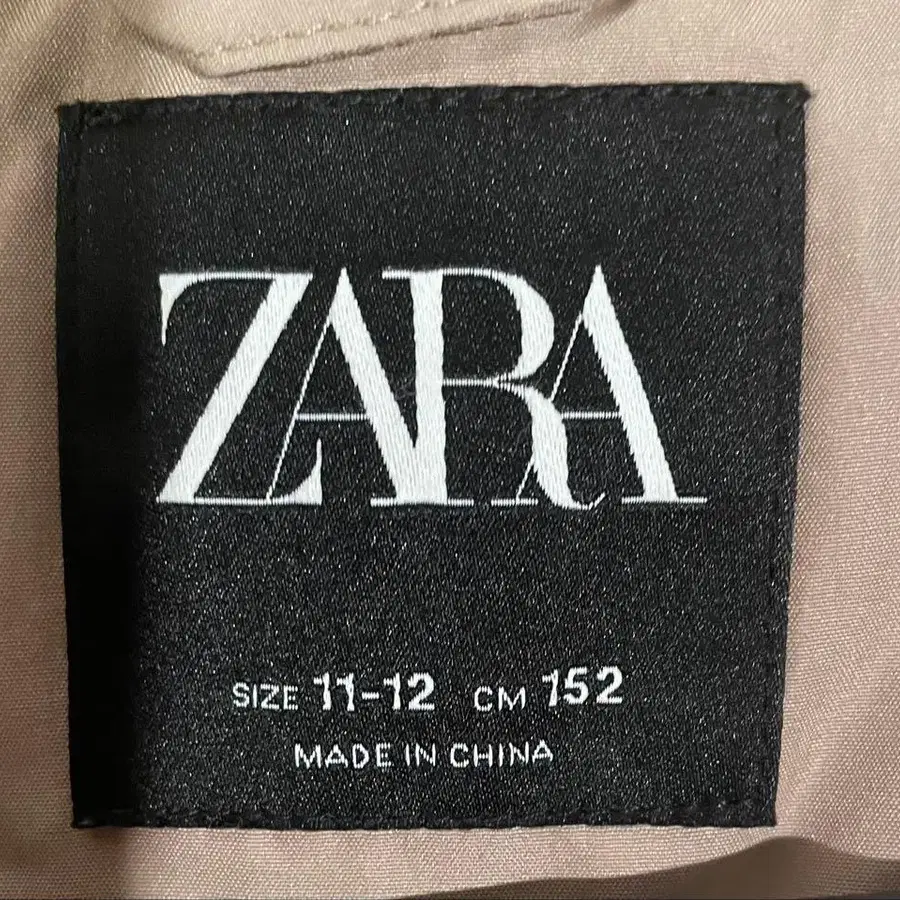 ZARA
SIZE 11-12 CM 152
MADE IN CHINA